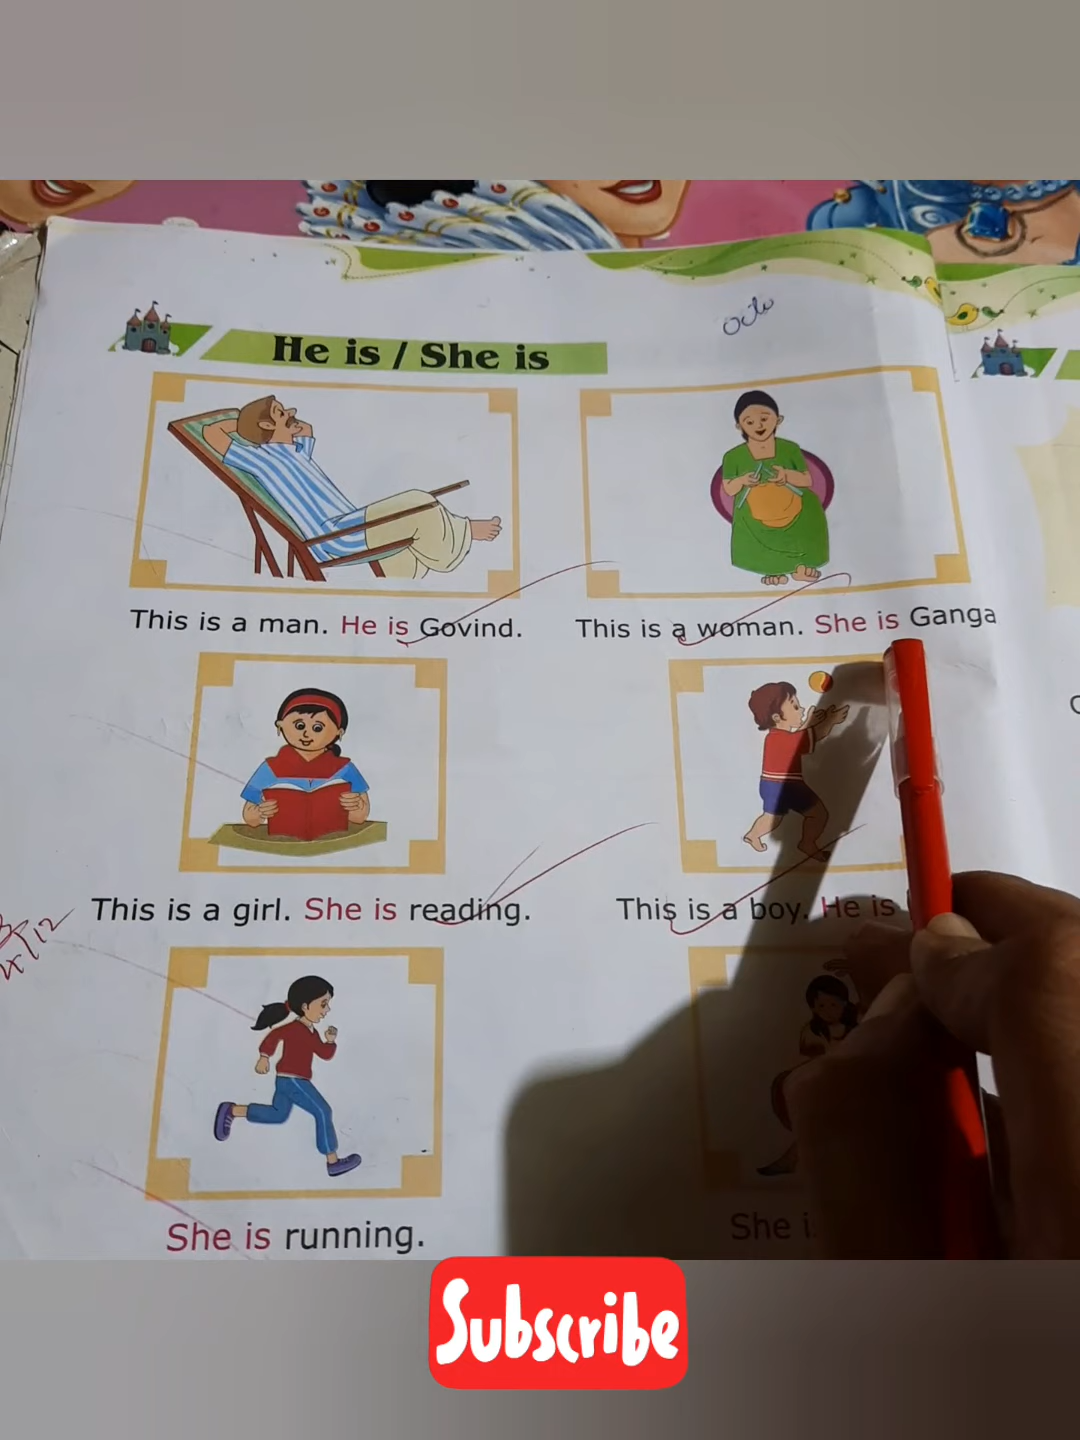 He is / She is
This is a man. He is Govind.
This is a woman. She is Ganga
This is a girl. She is reading.
This is a boy. He is
She is running.
She
Subscribe